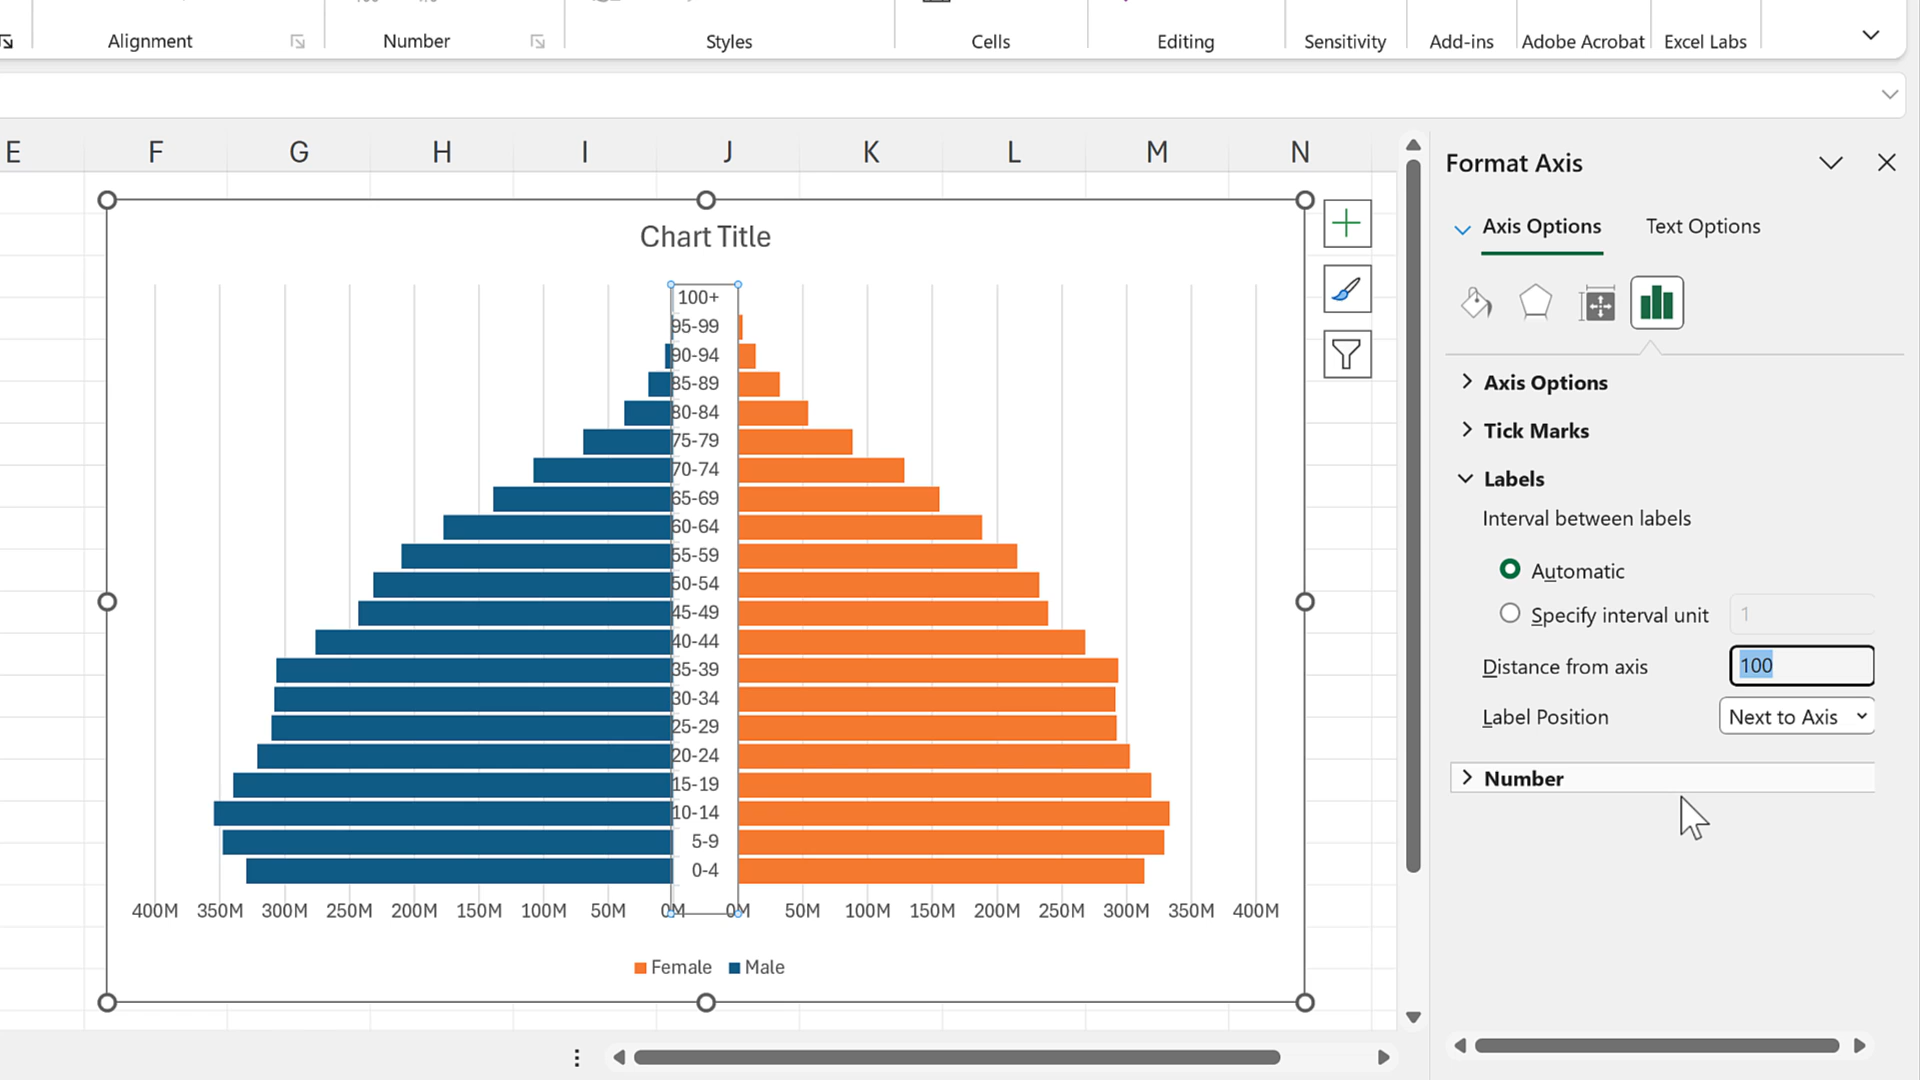 Alignment Number Styles Cells Editing Sensitivity Add-ins Adobe Acrobat Excel Labs
E F G H I J K L M N
Chart Title
100+
95-99
90-94
85-89
80-84
75-79
70-74
65-69
60-64
55-59
50-54
45-49
40-44
35-39
30-34
25-29
20-24
15-19
10-14
5-9
0-4
400M 350M 300M 250M 200M 150M 100M 50M 0M 0M 50M 100M 150M 200M 250M 300M 350M 400M
Female Male
Format Axis
Axis Options Text Options
Axis Options
Tick Marks
Labels
Interval between labels
Automatic
Specify interval unit 1
Distance from axis 100
Label Position Next to Axis
Number